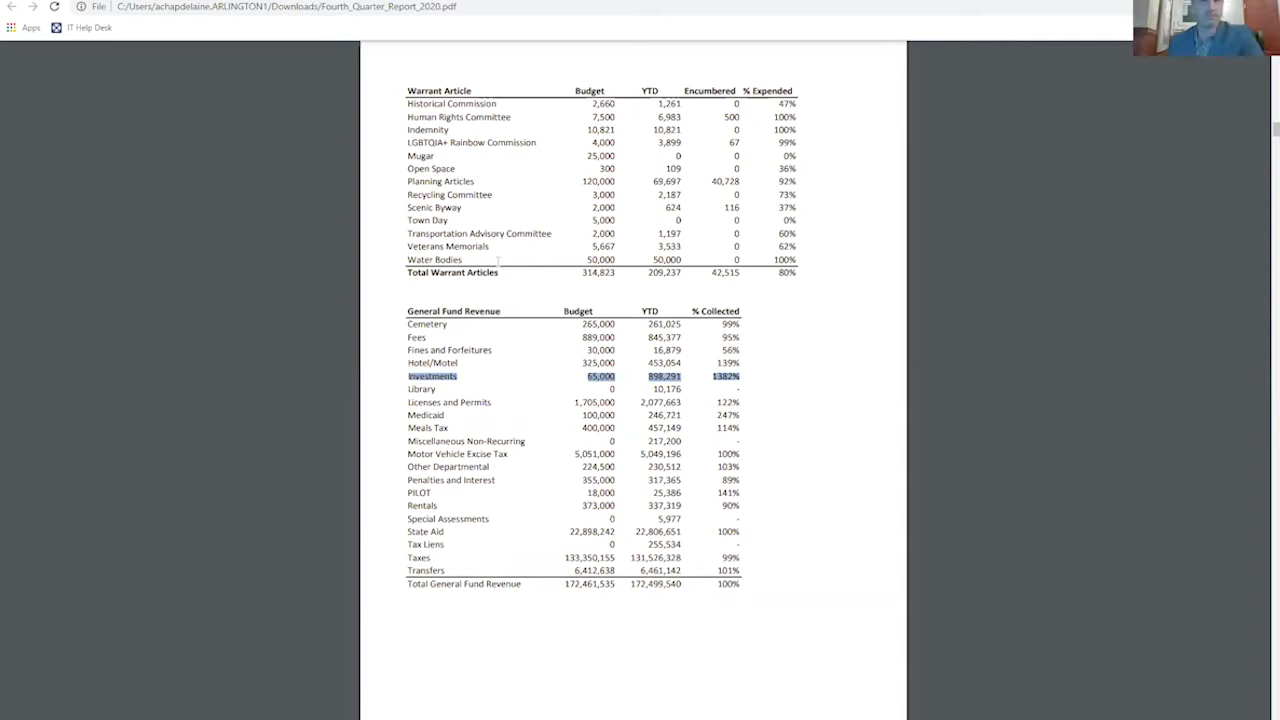 File C:/Users/achapdelaine.ARLINGTON1/Downloads/Fourth_Quarter_Report_2020.pdf
Apps IT Help Desk
Warrant Article Budget YTD Encumbered % Expended
Historical Commission 2,660 1,261 0 47%
Human Rights Committee 7,500 6,983 500 100%
Indemnity 10,821 10,821 0 100%
LGBTQIA+ Rainbow Commission 4,000 3,899 67 99%
Mugar 25,000 0 0 0%
Open Space 300 109 0 36%
Planning Articles 120,000 69,697 40,728 92%
Recycling Committee 3,000 2,187 0 73%
Scenic Byway 2,000 624 116 37%
Town Day 5,000 0 0 0%
Transportation Advisory Committee 2,000 1,197 0 60%
Veterans Memorials 5,667 3,533 0 62%
Water Bodies 50,000 50,000 0 100%
Total Warrant Articles 314,823 209,237 42,515 80%
General Fund Revenue Budget YTD % Collected
Cemetery 265,000 261,025 99%
Fees 889,000 845,377 95%
Fines and Forfeitures 30,000 16,879 56%
Hotel/Motel 325,000 453,054 139%
Investments 65,000 898,291 1382%
Library 0 10,176 -
Licenses and Permits 1,705,000 2,077,663 122%
Medicaid 100,000 246,721 247%
Meals Tax 400,000 457,149 114%
Miscellaneous Non-Recurring 0 217,200 -
Motor Vehicle Excise Tax 5,051,000 5,049,196 100%
Other Departmental 224,500 230,512 103%
Penalties and Interest 355,000 317,365 89%
PILOT 18,000 25,386 141%
Rentals 373,000 337,319 90%
Special Assessments 0 5,977 -
State Aid 22,898,242 22,806,651 100%
Tax Liens 0 255,534 -
Taxes 133,350,155 131,526,328 99%
Transfers 6,412,638 6,461,142 101%
Total General Fund Revenue 172,461,535 172,499,540 100%